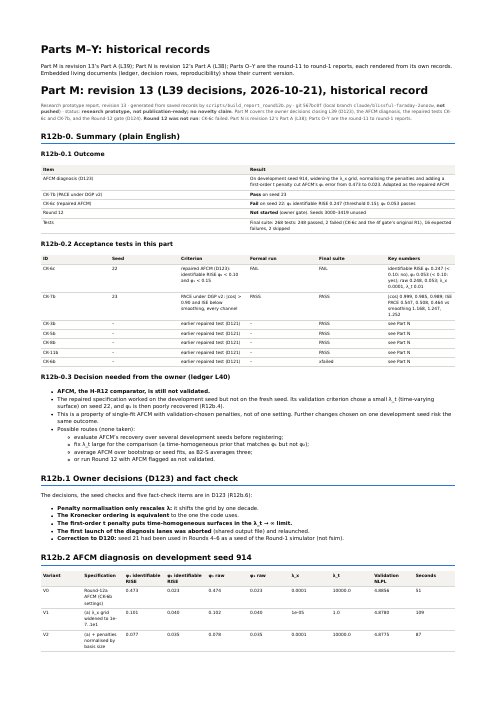 Parts M–Y: historical records
Part M is revision 13's Part A (L39); Part N is revision 12's Part A (L38); Parts O–Y are the round-11 to round-1 reports, each rendered from its own records.
Embedded living documents (ledger, decision rows, reproducibility) show their current version.
Part M: revision 13 (L39 decisions, 2026-10-21), historical record
Research prototype report, revision 13 · generated from saved records by scripts/build_report_round12b.py · git 567bc8f (local branch
pushed) · status: research prototype, not publication-ready; no novelty claim. Part M covers the owner decisions closing L39 (D123), the AFCM diagnosis, the repaired tests CK-
6c and CK-7b, and the Round-12 gate (D124). Round 12 was not run: CK-6c failed. Part N is revision 12's Part A (L38); Parts O–Y are the round-11 to round-1 reports.
R12b-0. Summary (plain English)
R12b-0.1 Outcome
Item Result
AFCM diagnosis (D123) On development seed 914, widening the λ_x grid, normalising the penalties and adding a
first-order t penalty cut AFCM's φ₁ error from 0.473 to 0.023. Adopted as the repaired AFCM
CK-7b (PACE under DGP v2) Pass on seed 23
CK-6c (repaired AFCM) Fail on seed 22: φ₁ identifiable RISE 0.247 (threshold 0.15); φ₂ 0.053 passes
Round 12 Not started (owner gate). Seeds 3000–3419 unused
Tests Final suite: 268 tests: 248 passed, 2 failed (CK-6c and the 4f gate's original R1), 16 expected
failures, 2 skipped
R12b-0.2 Acceptance tests in this part
ID Seed Criterion Formal run Final suite Key numbers
CK-6c 22 repaired AFCM (D123): identifiable RISE φ₂ < 0.10 and φ₁ < 0.15 FAIL FAIL identifiable RISE φ₁ 0.247 (< 0.10: no), φ₂ 0.053 (< 0.10: yes); raw 0.248, 0.053; λ_x 0.0001, λ_t 0.01
CK-7b 23 PACE under DGP v2: |cos| > 0.90 and ISE below smoothing, every channel PASS PASS |cos| 0.999, 0.985, 0.989; ISE PACE 0.547, 0.508, 0.464 vs smoothing 1.168, 1.247, 1.252
CK-3b – earlier repaired test (D121) – PASS see Part N
CK-5b – earlier repaired test (D121) – PASS see Part N
CK-8b – earlier repaired test (D121) – PASS see Part N
CK-11b – earlier repaired test (D121) – PASS see Part N
CK-6b – earlier repaired test (D121) – xfailed see Part N
R12b-0.3 Decision needed from the owner (ledger L40)
• AFCM, the H-R12 comparator, is still not validated.
• The repaired specification worked on the development seed but not on the fresh seed. Its validation criterion chose a small λ_t (time-varying
surface) on seed 22, and φ₁ is then poorly recovered (R12b.4).
• This is a property of single-fit AFCM with validation-chosen penalties, not of one setting. Further changes chosen on one development seed risk the
same outcome.
• Possible routes (none taken):
◦ evaluate AFCM's recovery over several development seeds before registering;
◦ fix λ_t large for the comparison (a time-homogeneous prior that matches φ₁ but not φ₂);
◦ average AFCM over bootstrap or seed fits, as B2-S averages three;
◦ or run Round 12 with AFCM flagged as not validated.
R12b.1 Owner decisions (D123) and fact check
The decisions, the seed checks and five fact-check items are in D123 (R12b.6):
• Penalty normalisation only rescales λ: it shifts the grid by one decade.
• The Kronecker ordering is equivalent to the one the code uses.
• The first-order t penalty puts time-homogeneous surfaces in the λ_t → ∞ limit.
• The first launch of the diagnosis lanes was aborted (shared output file) and relaunched.
• Correction to D120: seed 21 had been used in Rounds 4–6 as a seed of the Round-1 simulator (not fsim).
R12b.2 AFCM diagnosis on development seed 914
Variant Specification φ₁ identifiable RISE φ₂ identifiable RISE φ₁ raw φ₂ raw λ_x λ_t Validation NLPL Seconds
V0 Round-12a AFCM (CK-6b settings) 0.473 0.023 0.474 0.023 0.0001 10000.0 6.8856 51
V1 (a) λ_x grid widened to 1e-7..1e1 0.101 0.040 0.102 0.040 1e-05 1.0 6.8780 109
V2 (a) + penalties normalised by basis size 0.077 0.035 0.078 0.035 0.0001 10000.0 6.8775 87